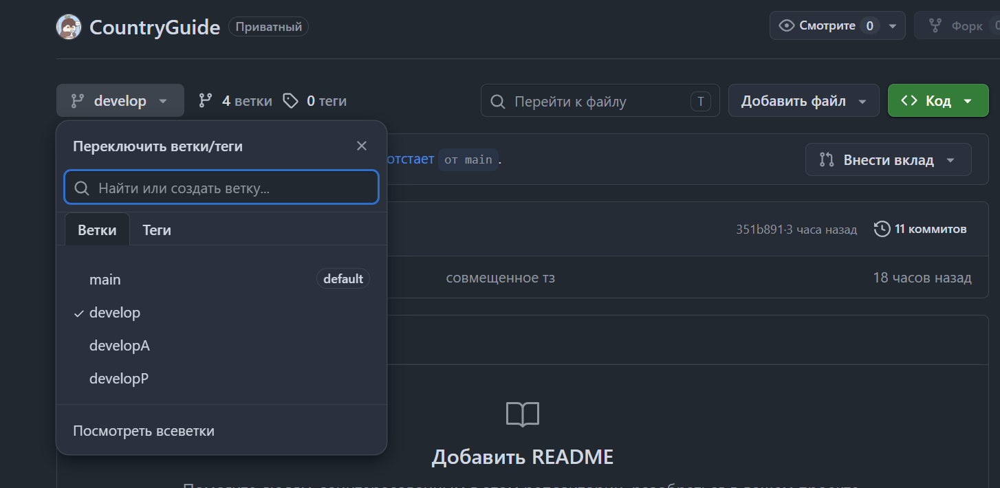 CountryGuide Приватный
Смотрите 0
Форк
develop
4 ветки
0 теги
Перейти к файлу T
Добавить файл
Код
Переключить ветки/теги
Найти или создать ветку...
Ветки Теги
main default
develop
developA
developP
Посмотреть всеветки
отстает от main .
Внести вклад
351b891·3 часа назад
11 коммитов
совмещенное тз
18 часов назад
Добавить README